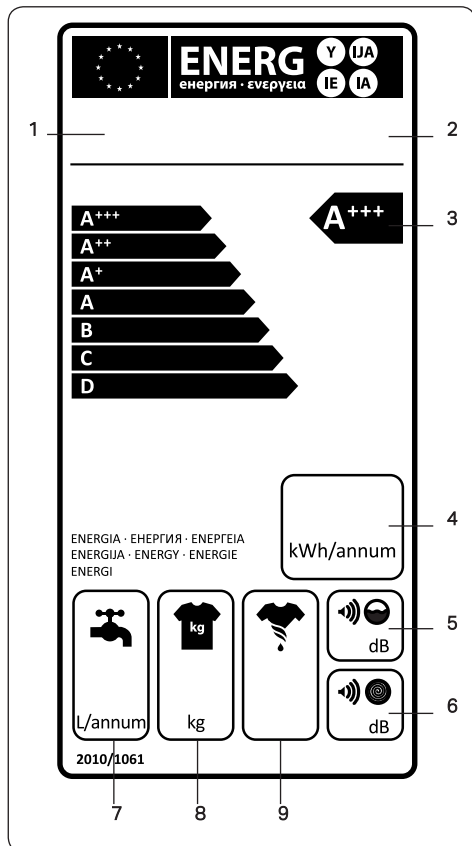 ENERG Y IJA
енергия · ενεργεια IE IA
1 2
A+++ A+++ 3
A++
A+
A
B
C
D
4
kWh/annum
ENERGIA · ЕНЕРГИЯ · ΕΝΕΡΓΕΙΑ
ENERGIJA · ENERGY · ENERGIE
ENERGI
kg
5
dB
6
L/annum kg dB
2010/1061
7 8 9